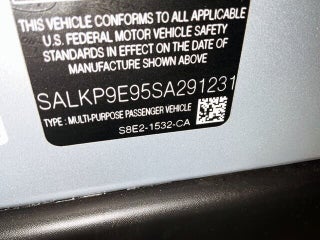 THIS VEHICLE CONFORMS TO ALL APPLICABLE
U.S. FEDERAL MOTOR VEHICLE SAFETY
STANDARDS IN EFFECT ON THE DATE OF
MANUFACTURE SHOWN ABOVE
SALKP9E95SA291231
TYPE : MULTI-PURPOSE PASSENGER VEHICLE
S8E2-1532-CA